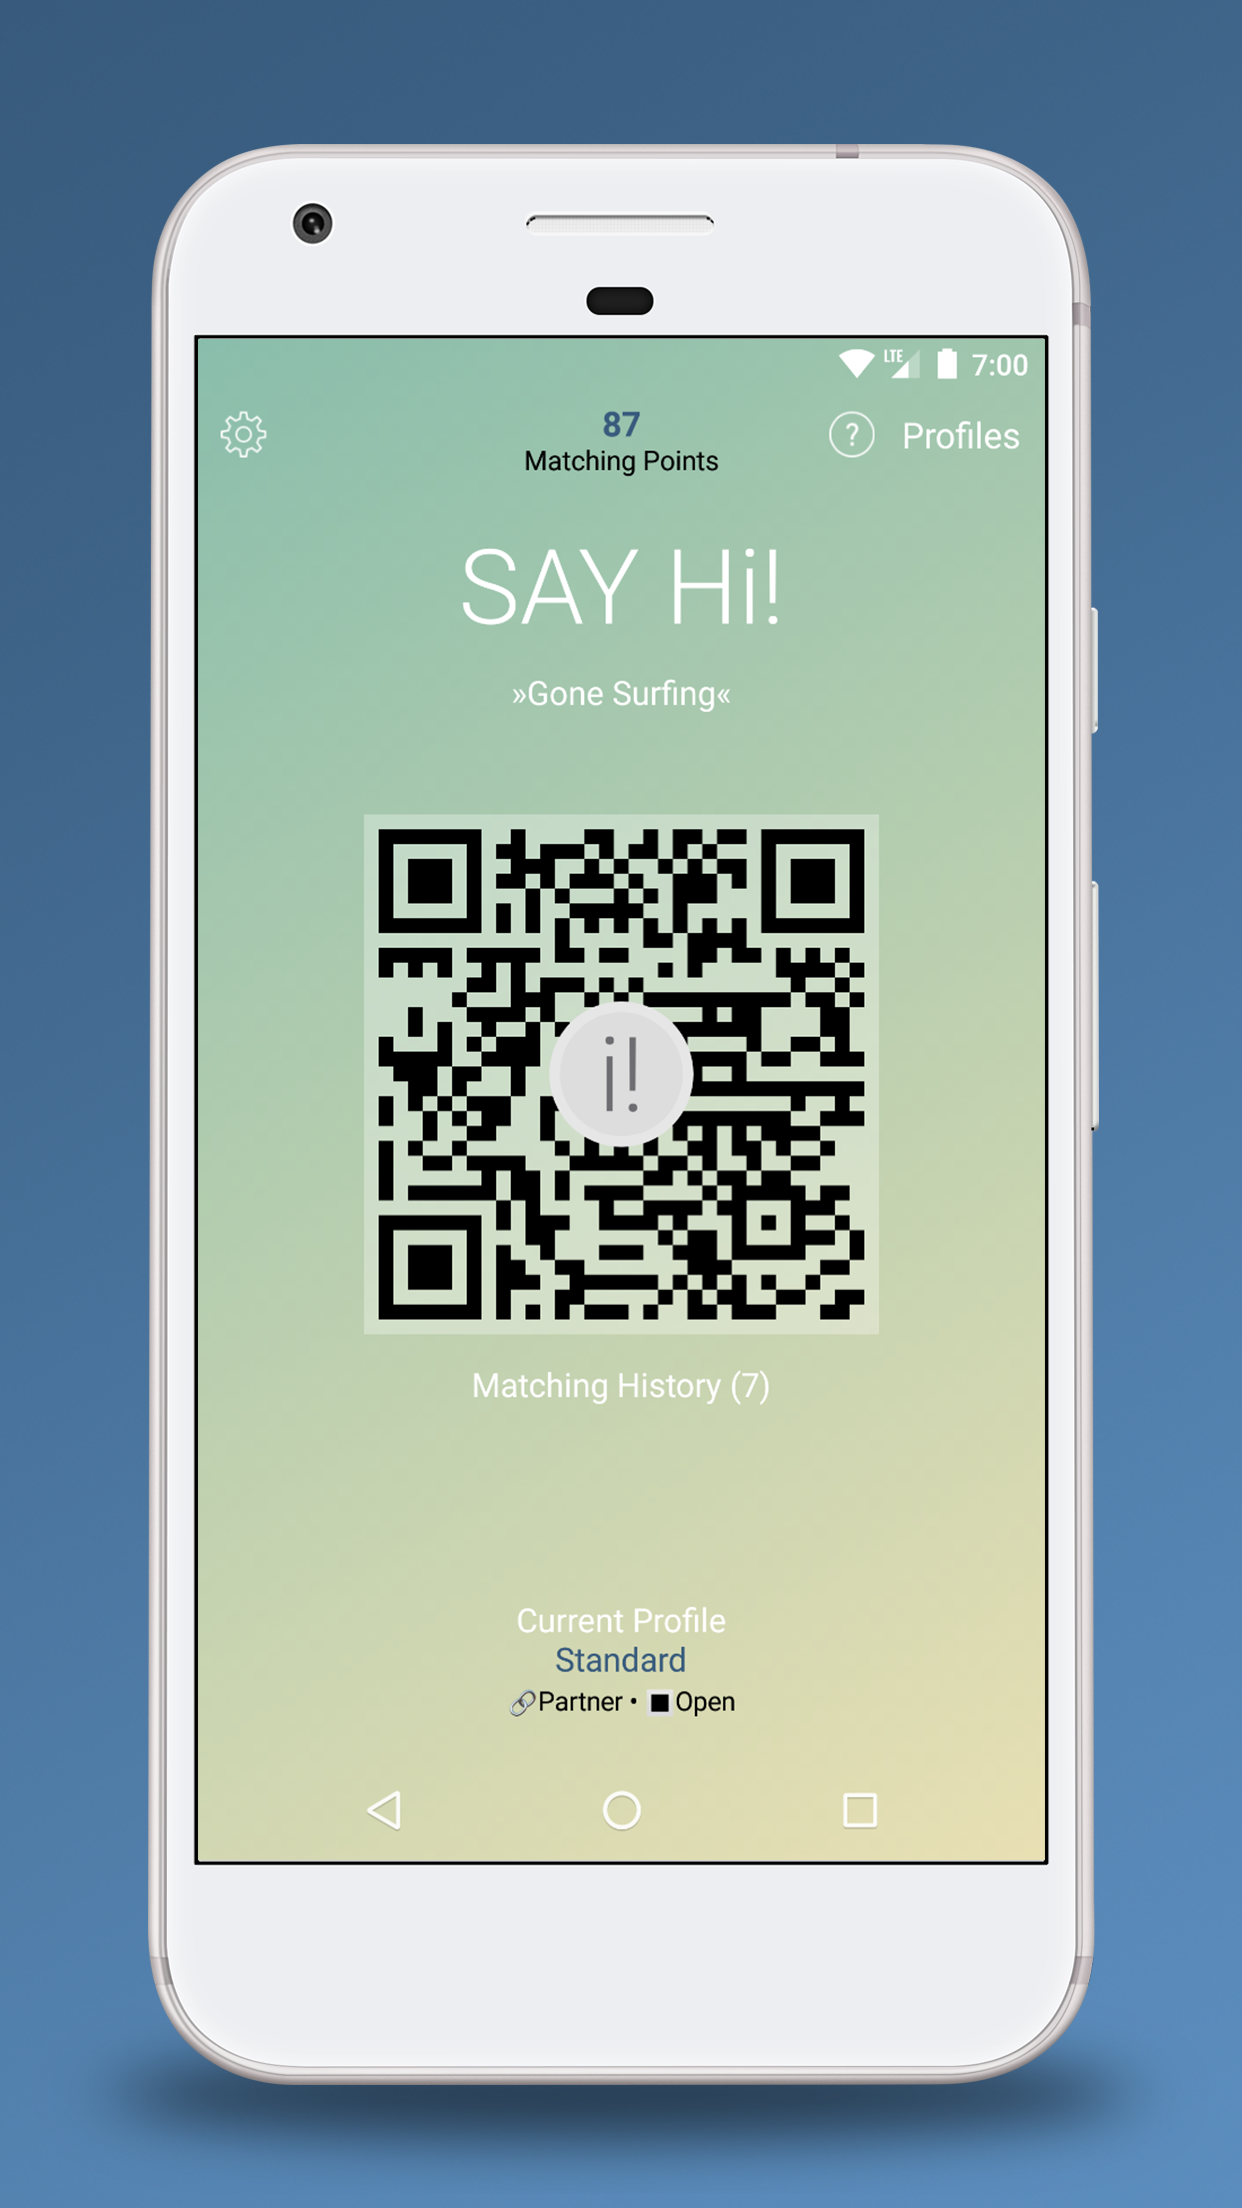 LTE 7:00
87
Matching Points
? Profiles
SAY Hi!
»Gone Surfing«
i!
Matching History (7)
Current Profile
Standard
Partner • Open